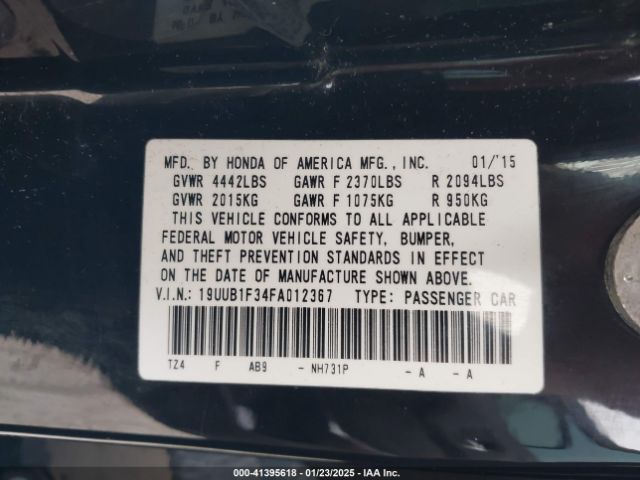 MFD. BY HONDA OF AMERICA MFG., INC. 01/'15
GVWR 4442LBS GAWR F 2370LBS R 2094LBS
GVWR 2015KG GAWR F 1075KG R 950KG
THIS VEHICLE CONFORMS TO ALL APPLICABLE
FEDERAL MOTOR VEHICLE SAFETY, BUMPER,
AND THEFT PREVENTION STANDARDS IN EFFECT
ON THE DATE OF MANUFACTURE SHOWN ABOVE.
V.I.N.: 19UUB1F34FA012367 TYPE: PASSENGER CAR
TZ4 F AB9 - NH731P - A - A
000-41395618 - 01/23/2025 - IAA Inc.